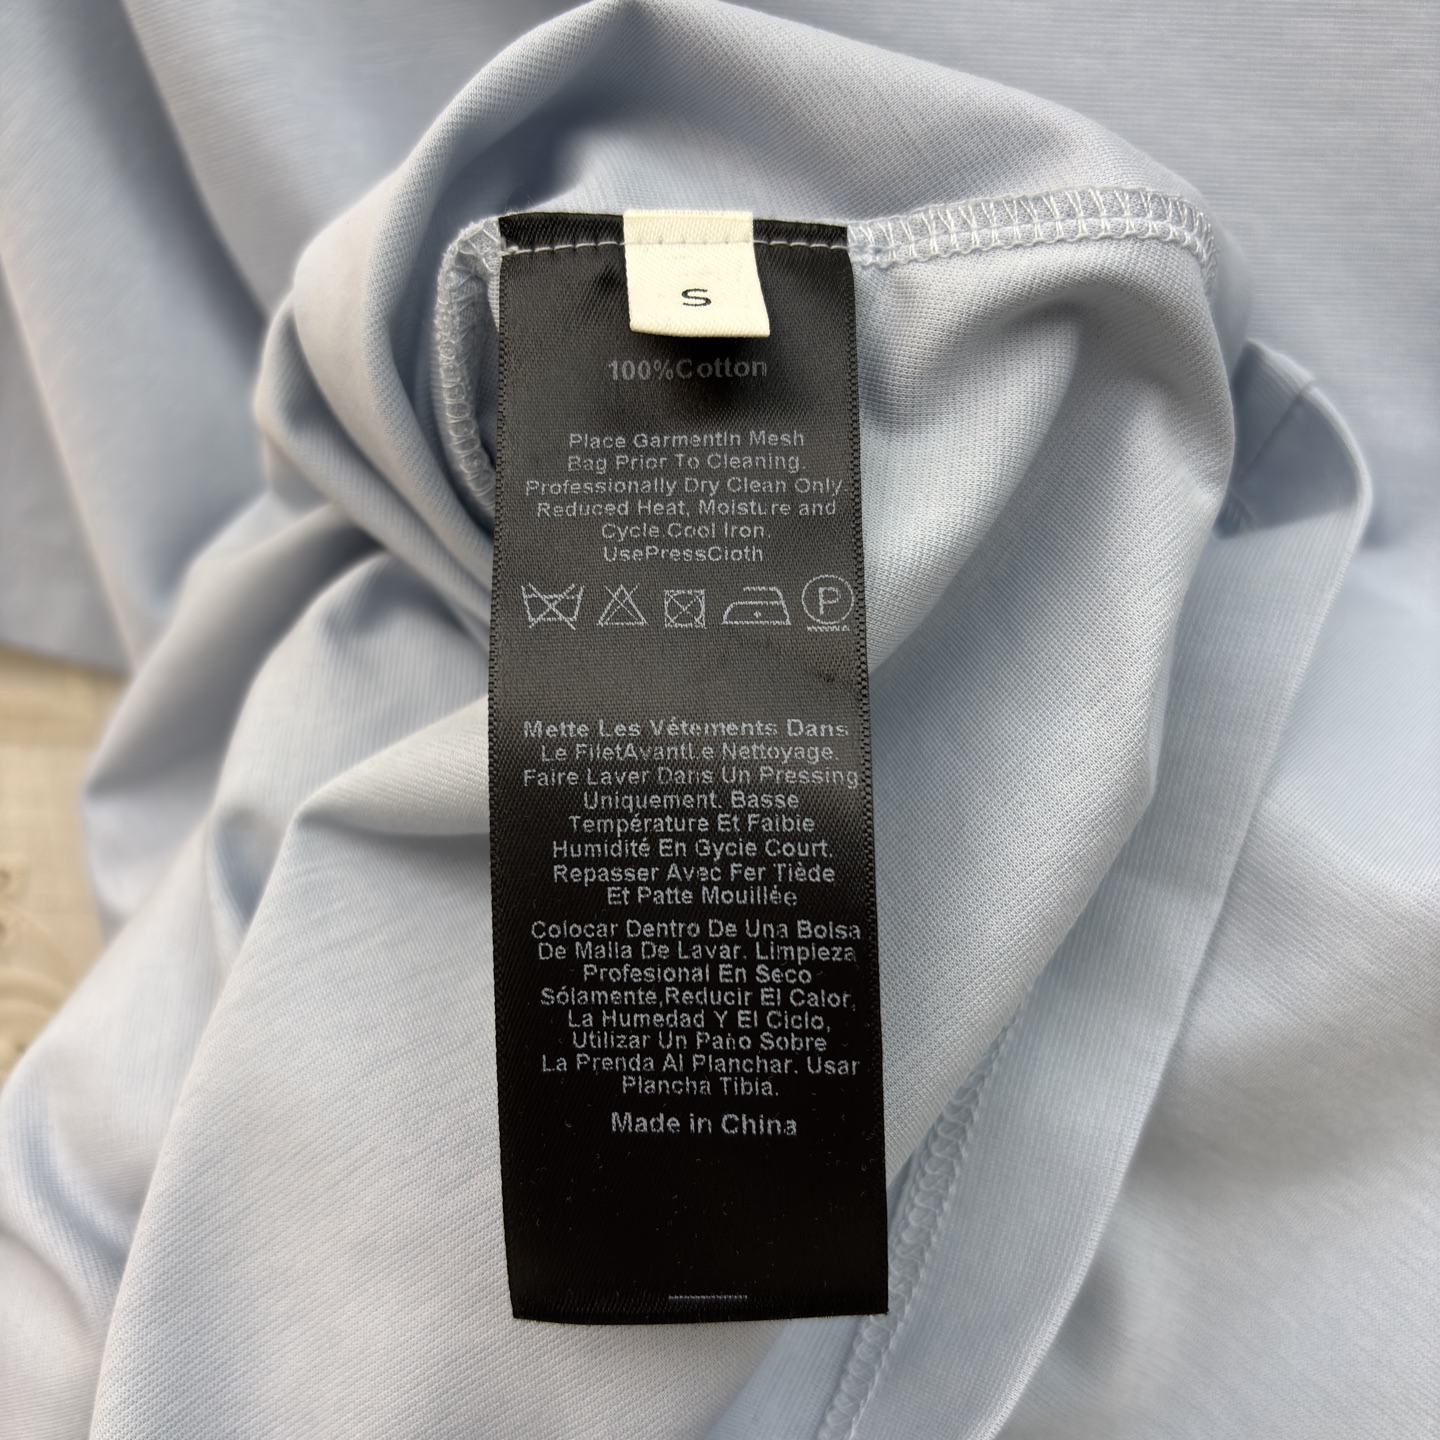 S
100%Cotton
Place GarmentIn Mesh
Bag Prior To Cleaning.
Professionally Dry Clean Only
Reduced Heat, Moisture and
Cycle.Cool Iron.
UsePressCloth
P
Mette Les Vêtements Dans
Le FiletAvantLe Nettoyage.
Faire Laver Dans Un Pressing
Uniquement. Basse
Température Et Faibie
Humidité En Gycie Court.
Repasser Avec Fer Tiède
Et Patte Mouillée
Colocar Dentro De Una Bolsa
De Malla De Lavar. Limpieza
Profesional En Seco
Sólamente,Reducir El Calor,
La Humedad Y El Ciclo,
Utilizar Un Paño Sobre
La Prenda Al Planchar. Usar
Plancha Tibia.
Made in China